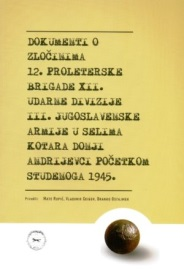 DOKUMENTI O
ZLOČINIMA
12. PROLETERSKE
BRIGADE XII.
UDARNE DIVIZIJE
III. JUGOSLAVENSKE
ARMIJE U SELIMA
KOTARA DONJI
ANDRIJEVCI POČETKOM
STUDENOGA 1945.